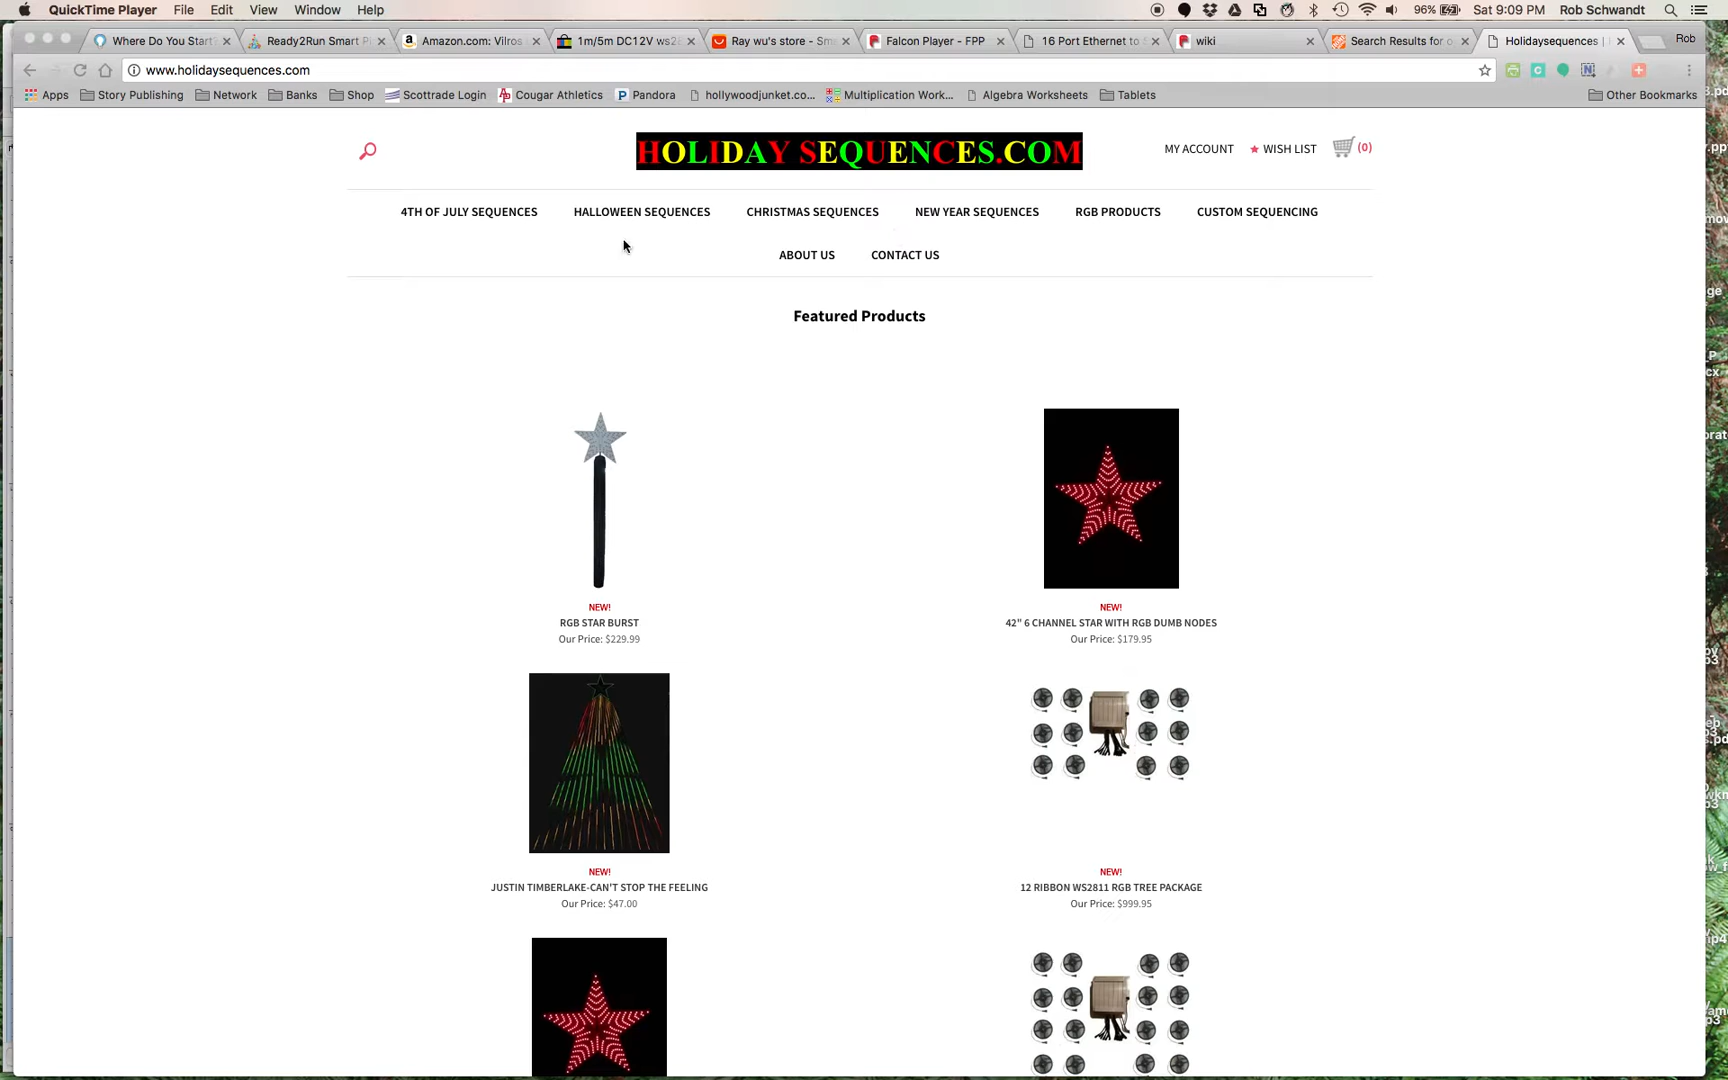 QuickTime Player File Edit View Window Help 96% Sat 9:09 PM Rob Schwandt
Where Do You Start? Ready2Run Smart Pi Amazon.com: Vilros 1m/5m DC12V ws28 Ray wu's store - Sma Falcon Player - FPP 16 Port Ethernet to S wiki Search Results for o Holidaysequences | Rob
www.holidaysequences.com
Apps Story Publishing Network Banks Shop Scottrade Login Cougar Athletics Pandora hollywoodjunket.co... Multiplication Work... Algebra Worksheets Tablets Other Bookmarks
HOLIDAY SEQUENCES.COM
MY ACCOUNT WISH LIST (0)
4TH OF JULY SEQUENCES HALLOWEEN SEQUENCES CHRISTMAS SEQUENCES NEW YEAR SEQUENCES RGB PRODUCTS CUSTOM SEQUENCING
ABOUT US CONTACT US
Featured Products
NEW! NEW!
RGB STAR BURST 42" 6 CHANNEL STAR WITH RGB DUMB NODES
Our Price: $229.99 Our Price: $179.95
NEW! NEW!
JUSTIN TIMBERLAKE-CAN'T STOP THE FEELING 12 RIBBON WS2811 RGB TREE PACKAGE
Our Price: $47.00 Our Price: $999.95